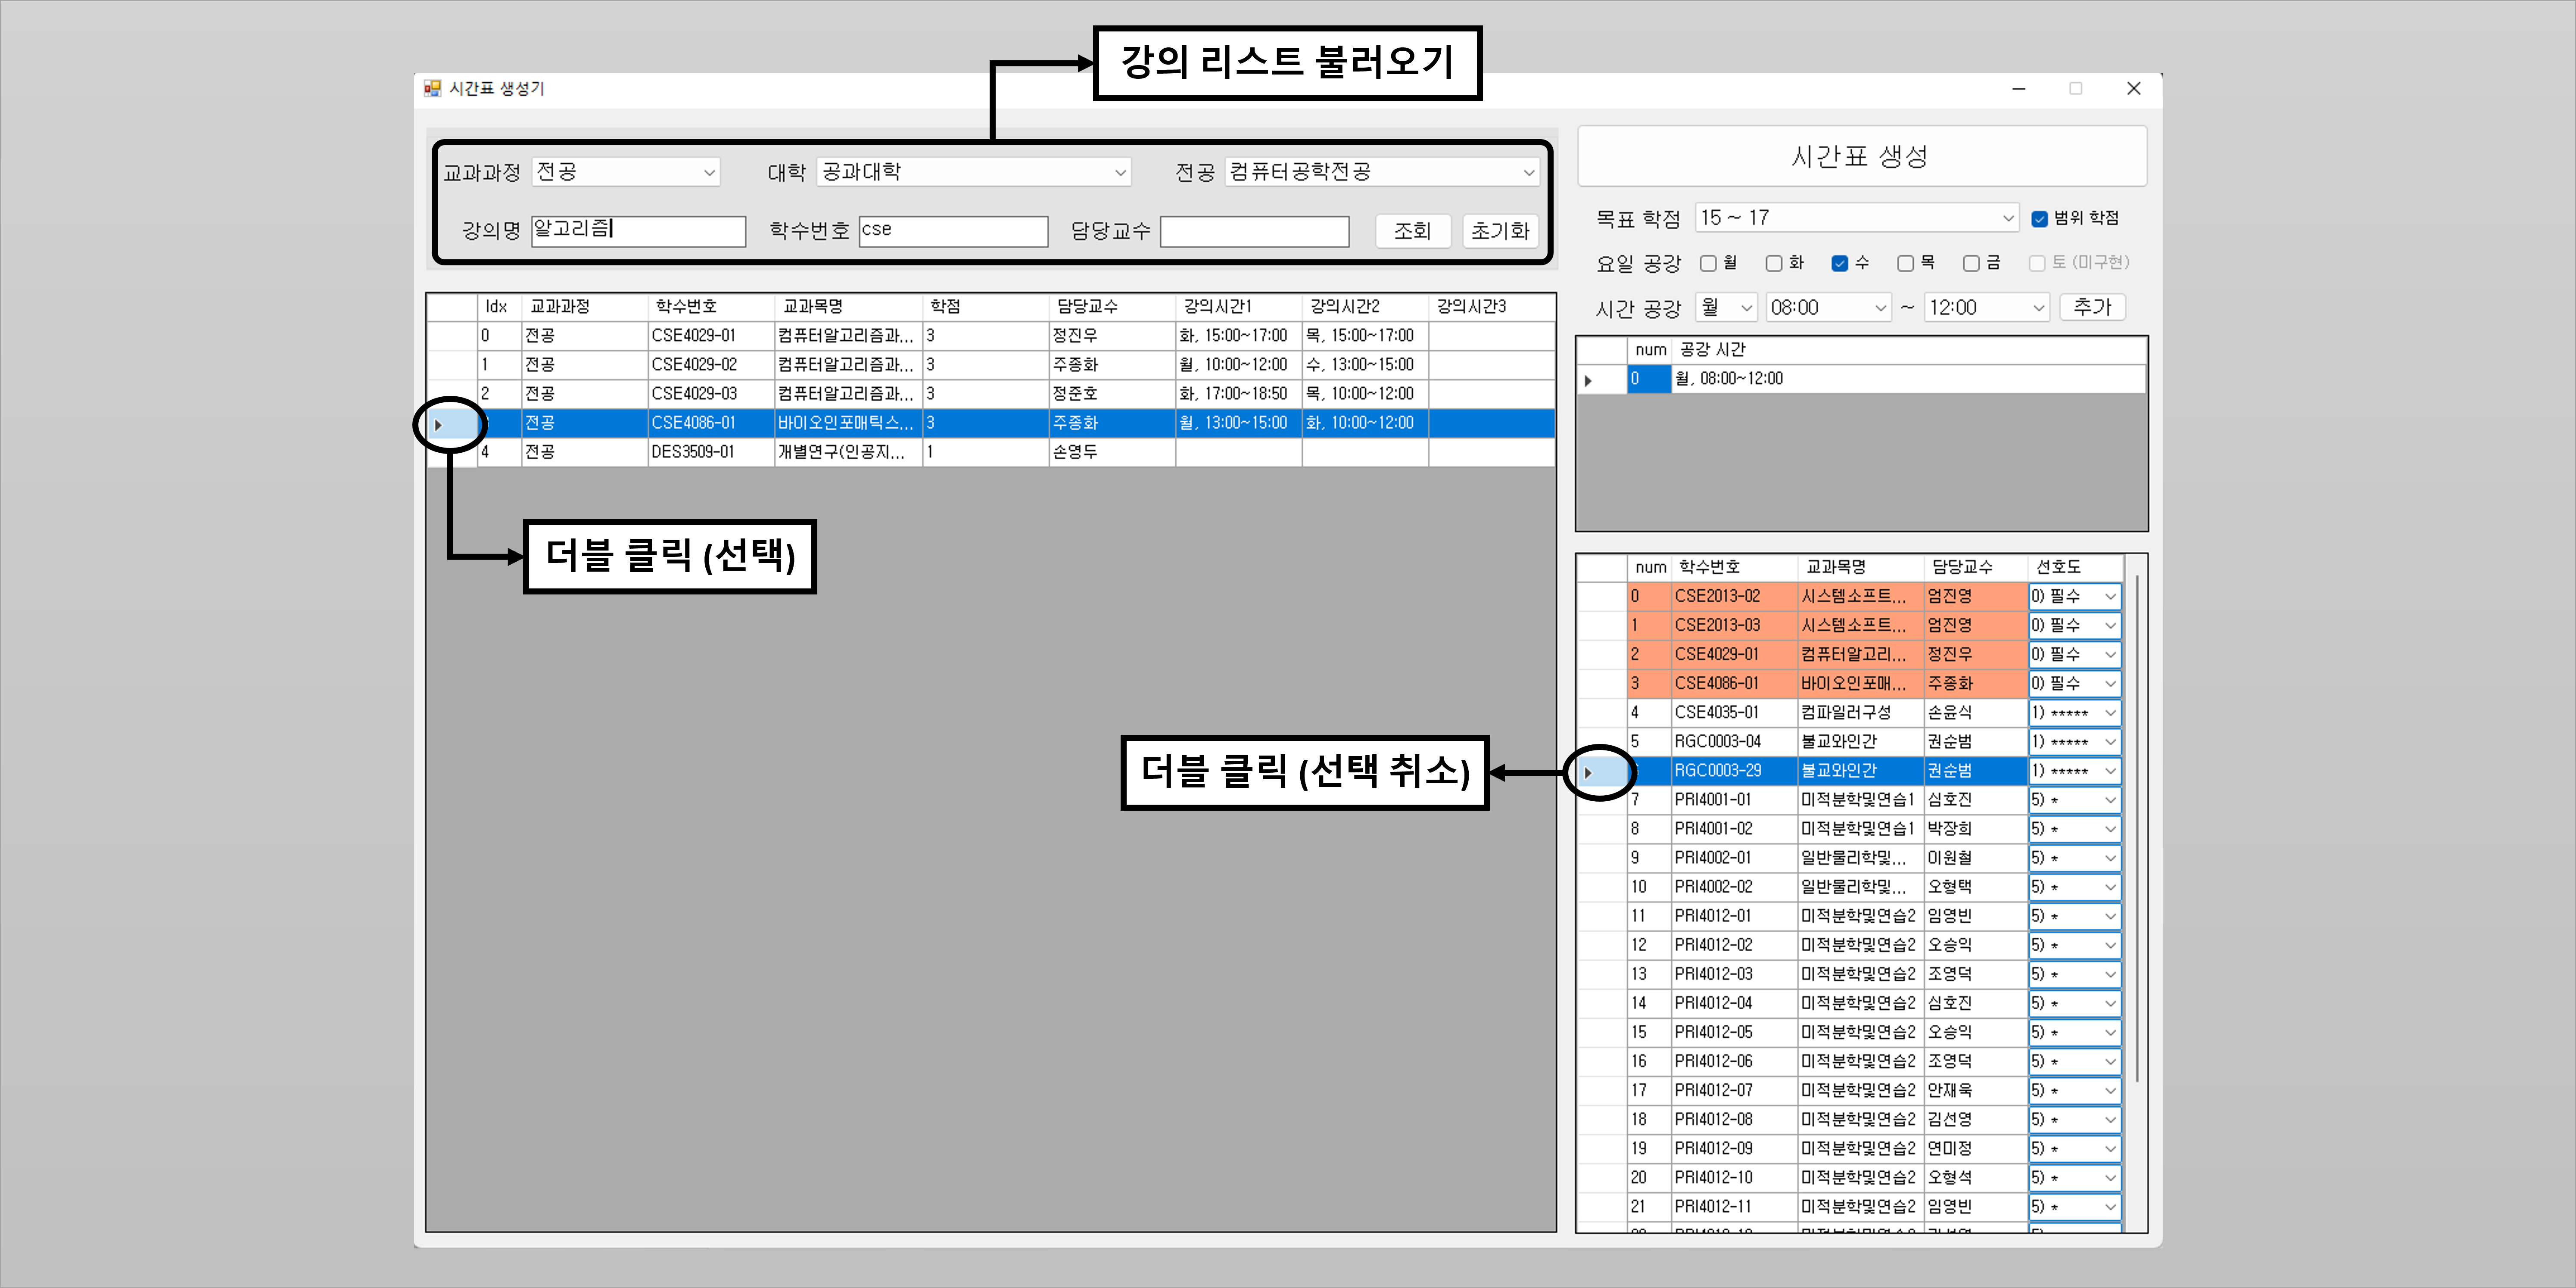 강의 리스트 불러오기
시간표 생성기
교과과정 전공 대학 공과대학 전공 컴퓨터공학전공
강의명 알고리즘 학수번호 cse 담당교수 조회 초기화
Idx 교과과정 학수번호 교과목명 학점 담당교수 강의시간1 강의시간2 강의시간3
0 전공 CSE4029-01 컴퓨터알고리즘과... 3 정진우 화, 15:00~17:00 목, 15:00~17:00
1 전공 CSE4029-02 컴퓨터알고리즘과... 3 주종화 월, 10:00~12:00 수, 13:00~15:00
2 전공 CSE4029-03 컴퓨터알고리즘과... 3 정준호 화, 17:00~18:50 목, 10:00~12:00
전공 CSE4086-01 바이오인포매틱스... 3 주종화 월, 13:00~15:00 화, 10:00~12:00
4 전공 DES3509-01 개별연구(인공지... 1 손영두
더블 클릭 (선택)
시간표 생성
목표 학점 15 ~ 17 범위 학점
요일 공강 월 화 수 목 금 토 (미구현)
시간 공강 월 08:00 ~ 12:00 추가
num 공강 시간
0 월, 08:00~12:00
num 학수번호 교과목명 담당교수 선호도
0 CSE2013-02 시스템소프트... 엄진영 0) 필수
1 CSE2013-03 시스템소프트... 엄진영 0) 필수
2 CSE4029-01 컴퓨터알고리... 정진우 0) 필수
3 CSE4086-01 바이오인포매... 주종화 0) 필수
4 CSE4035-01 컴파일러구성 손윤식 1) *****
5 RGC0003-04 불교와인간 권순범 1) *****
RGC0003-29 불교와인간 권순범 1) *****
7 PRI4001-01 미적분학및연습1 심호진 5) *
8 PRI4001-02 미적분학및연습1 박장희 5) *
9 PRI4002-01 일반물리학및... 이원철 5) *
10 PRI4002-02 일반물리학및... 오형택 5) *
11 PRI4012-01 미적분학및연습2 임영빈 5) *
12 PRI4012-02 미적분학및연습2 오승익 5) *
13 PRI4012-03 미적분학및연습2 조영덕 5) *
14 PRI4012-04 미적분학및연습2 심호진 5) *
15 PRI4012-05 미적분학및연습2 오승익 5) *
16 PRI4012-06 미적분학및연습2 조영덕 5) *
17 PRI4012-07 미적분학및연습2 안재욱 5) *
18 PRI4012-08 미적분학및연습2 김선영 5) *
19 PRI4012-09 미적분학및연습2 연미정 5) *
20 PRI4012-10 미적분학및연습2 오형석 5) *
21 PRI4012-11 미적분학및연습2 임영빈 5) *
더블 클릭 (선택 취소)